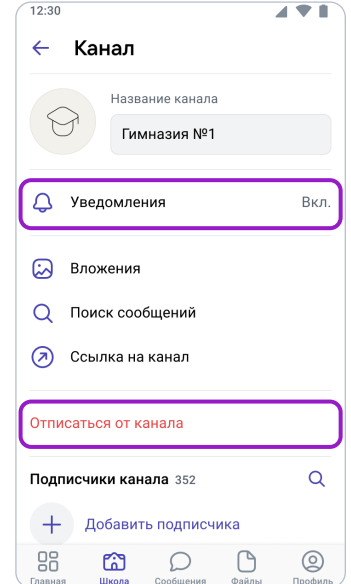 12:30
Канал
Название канала
Гимназия №1
Уведомления Вкл.
Вложения
Поиск сообщений
Ссылка на канал
Отписаться от канала
Подписчики канала 352
Добавить подписчика
Главная Школа Сообщения Файлы Профиль